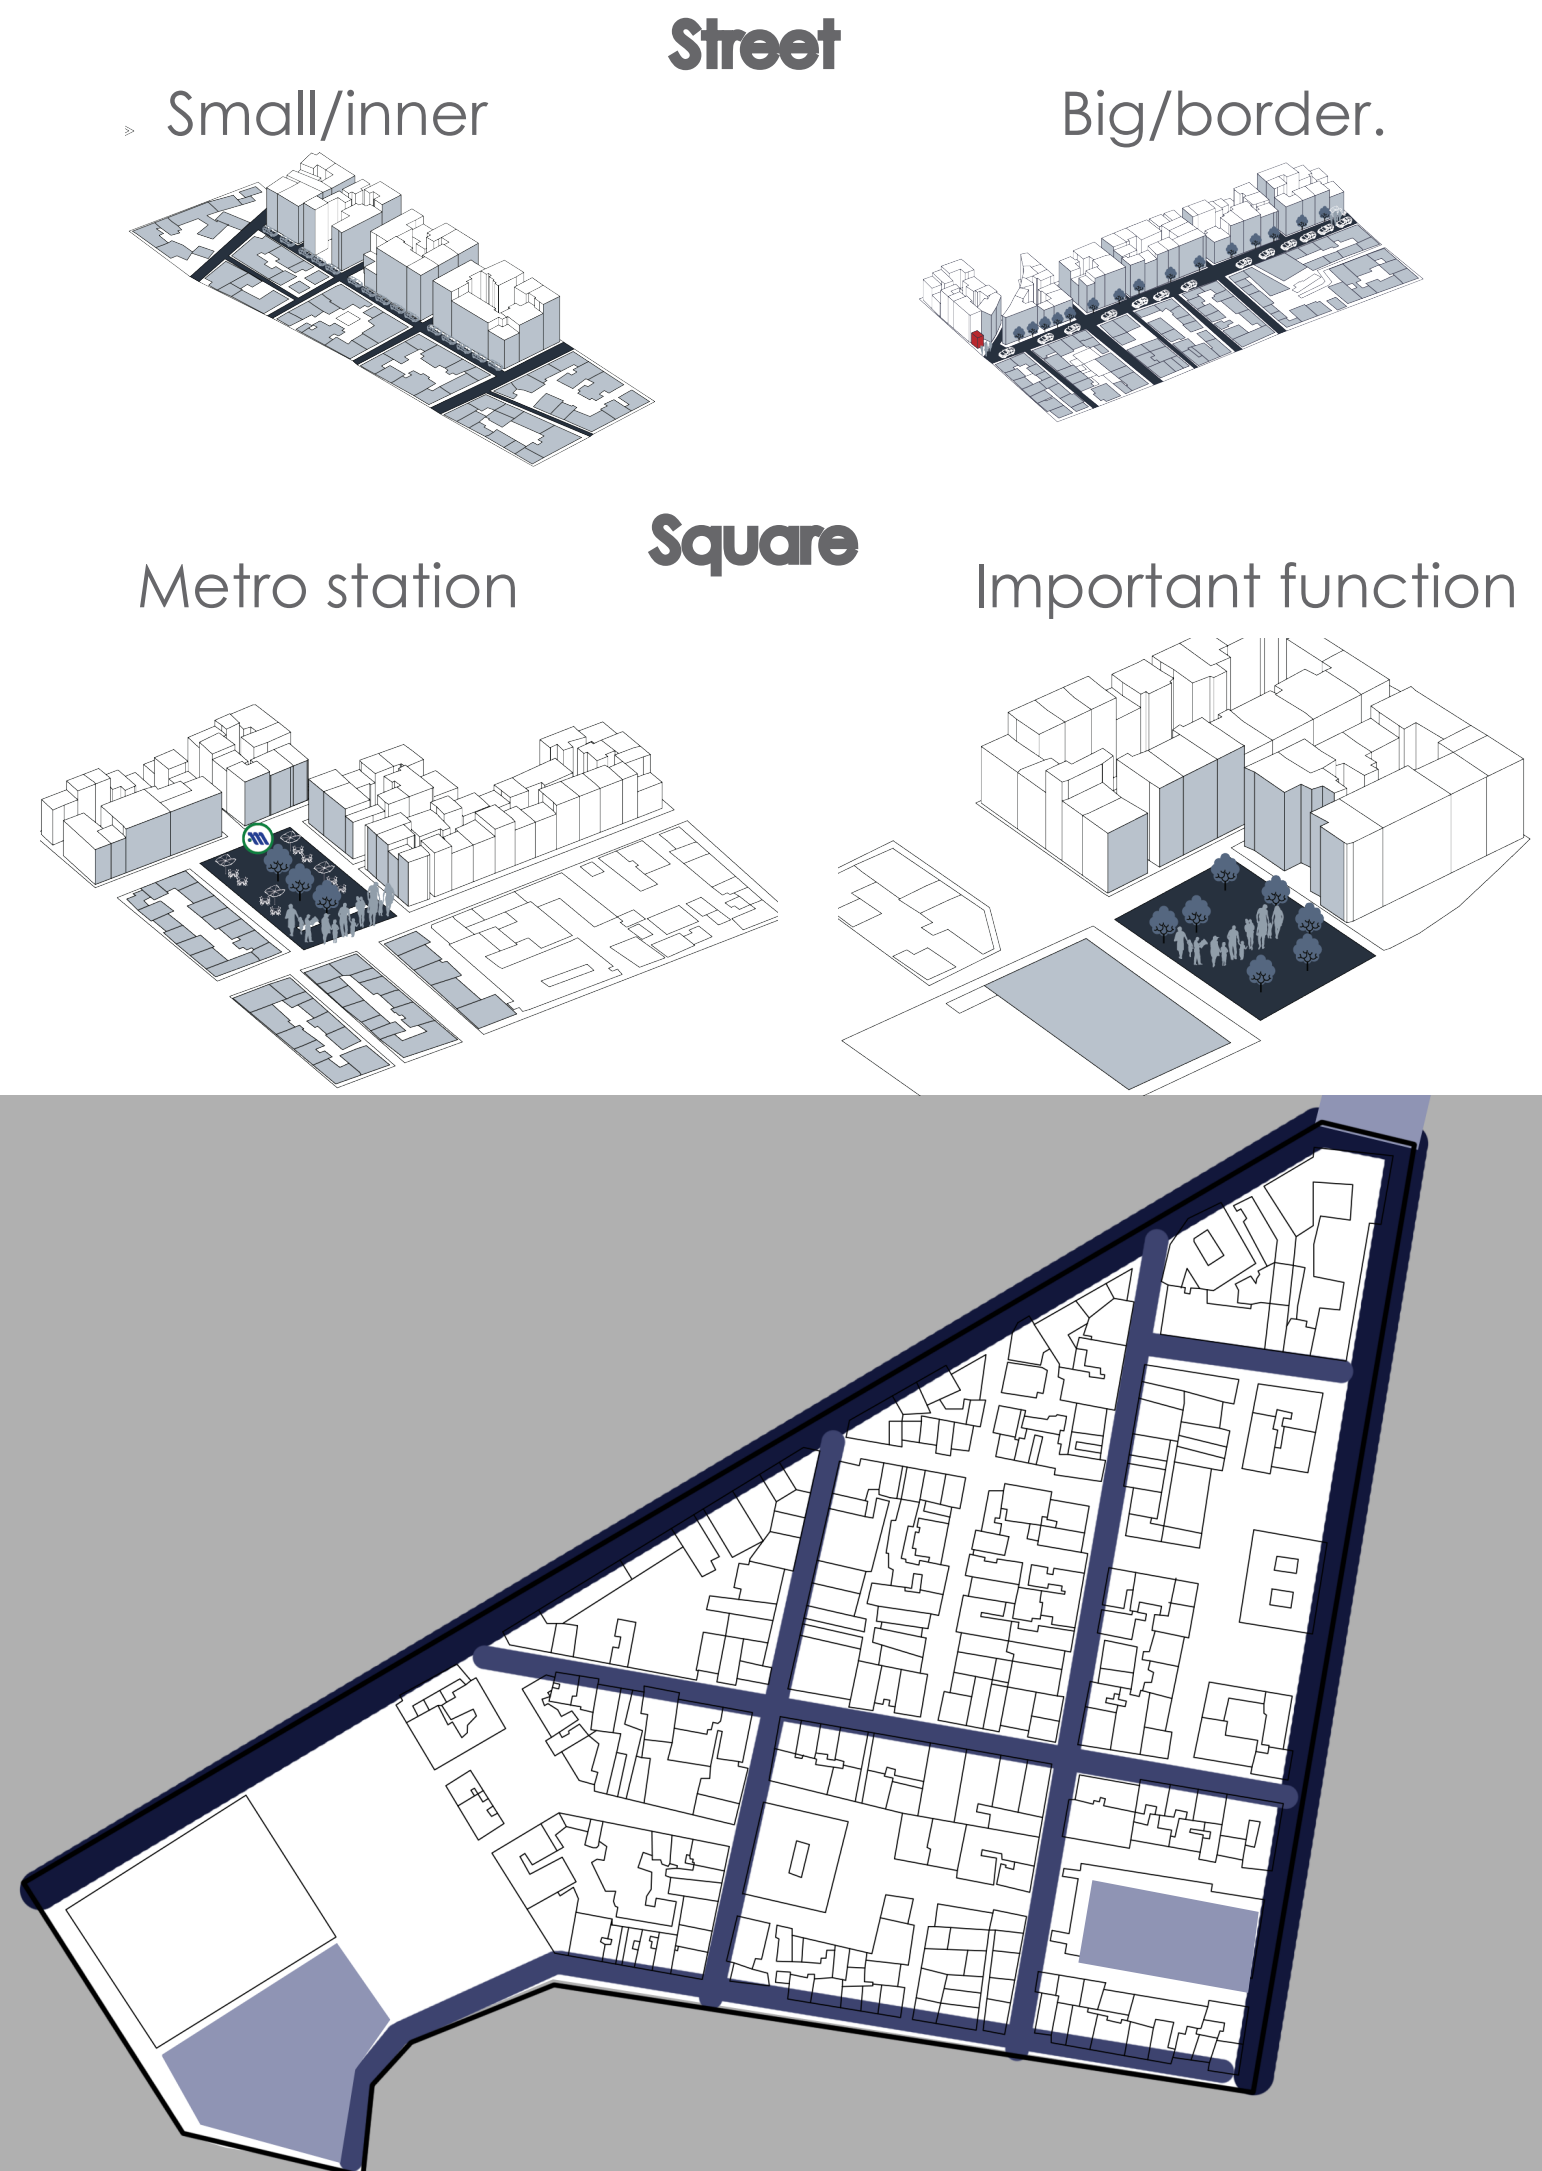 Street
Small/inner
Big/border.
Square
Metro station
Important function